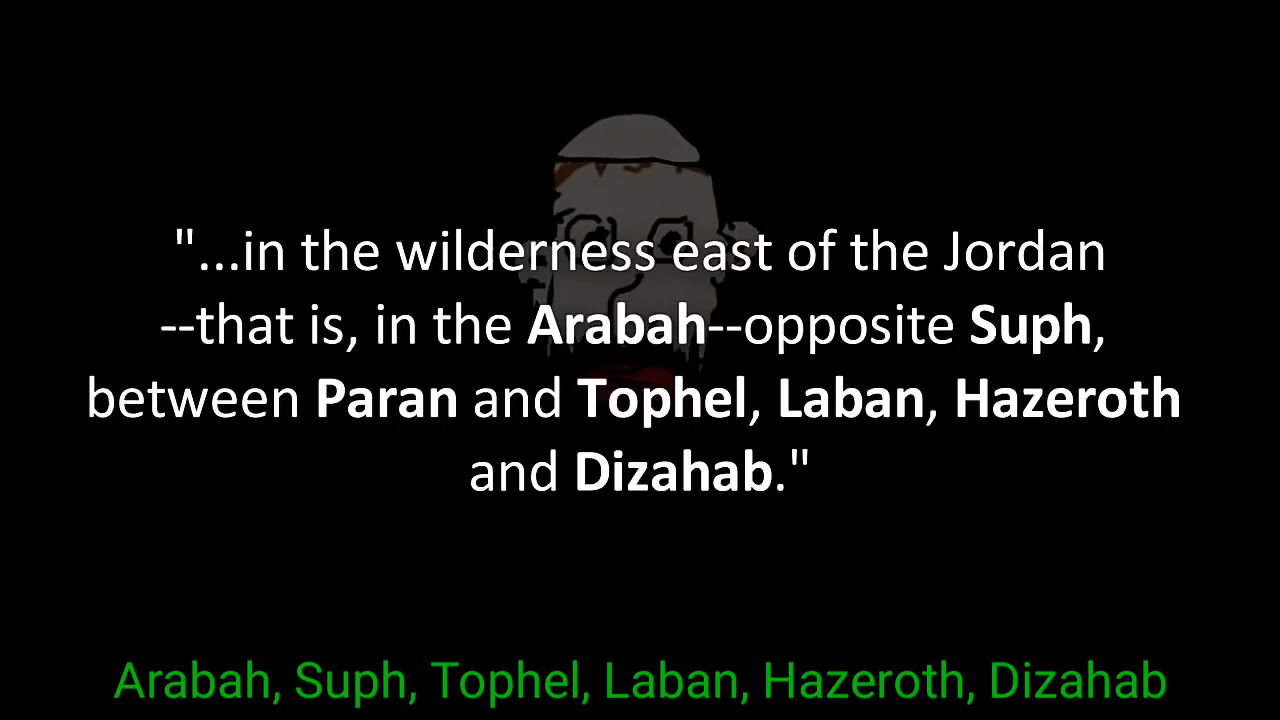 "...in the wilderness east of the Jordan
--that is, in the Arabah--opposite Suph,
between Paran and Tophel, Laban, Hazeroth
and Dizahab."
Arabah, Suph, Tophel, Laban, Hazeroth, Dizahab